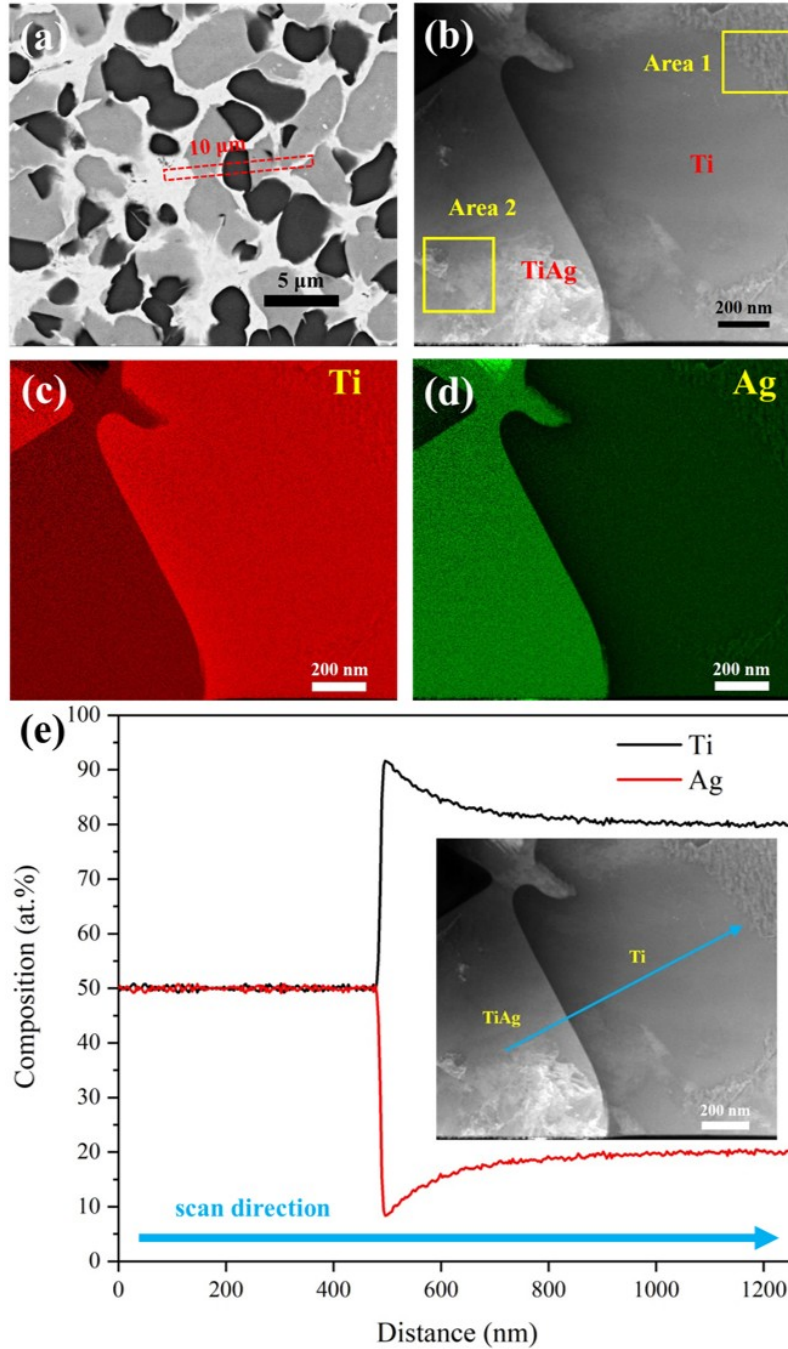 (a)
10 μm
5 μm
(b)
Area 1
Ti
Area 2
TiAg
200 nm
(c)
Ti
200 nm
(d)
Ag
200 nm
(e)
100
90
80
70
60
50
40
30
20
10
0
Composition (at.%)
Ti
Ag
Ti
TiAg
200 nm
scan direction
0 200 400 600 800 1000 1200
Distance (nm)